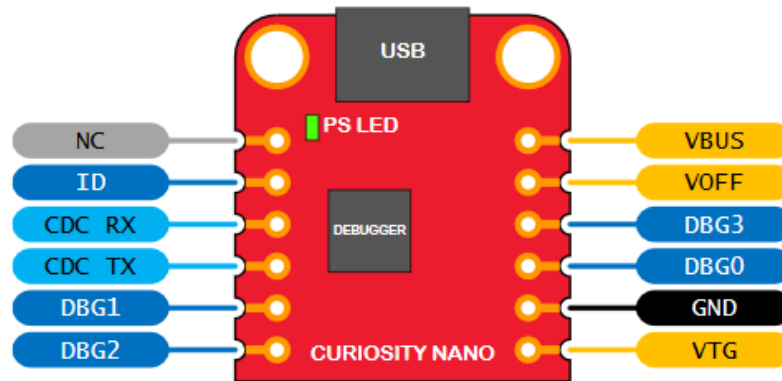 USB
PS LED
NC
VBUS
ID
VOFF
CDC RX
DEBUGGER
DBG3
CDC TX
DBG0
DBG1
GND
DBG2
CURIOSITY NANO
VTG